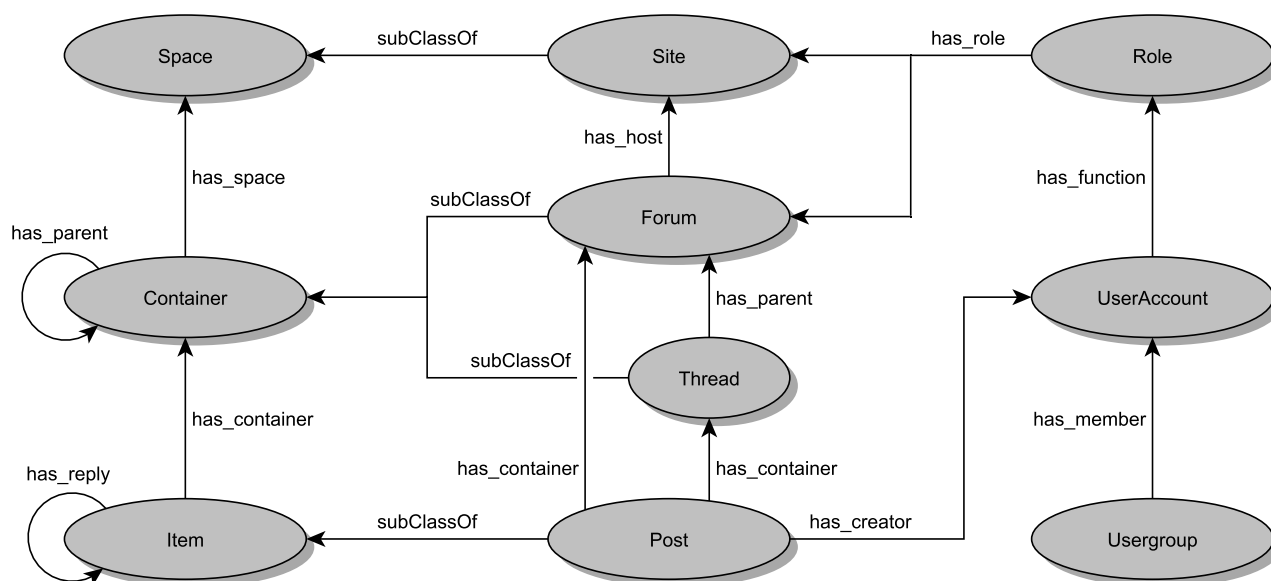 Space
subClassOf
Site
has_role
Role
has_host
has_space
subClassOf
Forum
has_function
has_parent
Container
has_parent
UserAccount
subClassOf
Thread
has_container
has_member
has_reply
has_container
has_container
Item
subClassOf
Post
has_creator
Usergroup